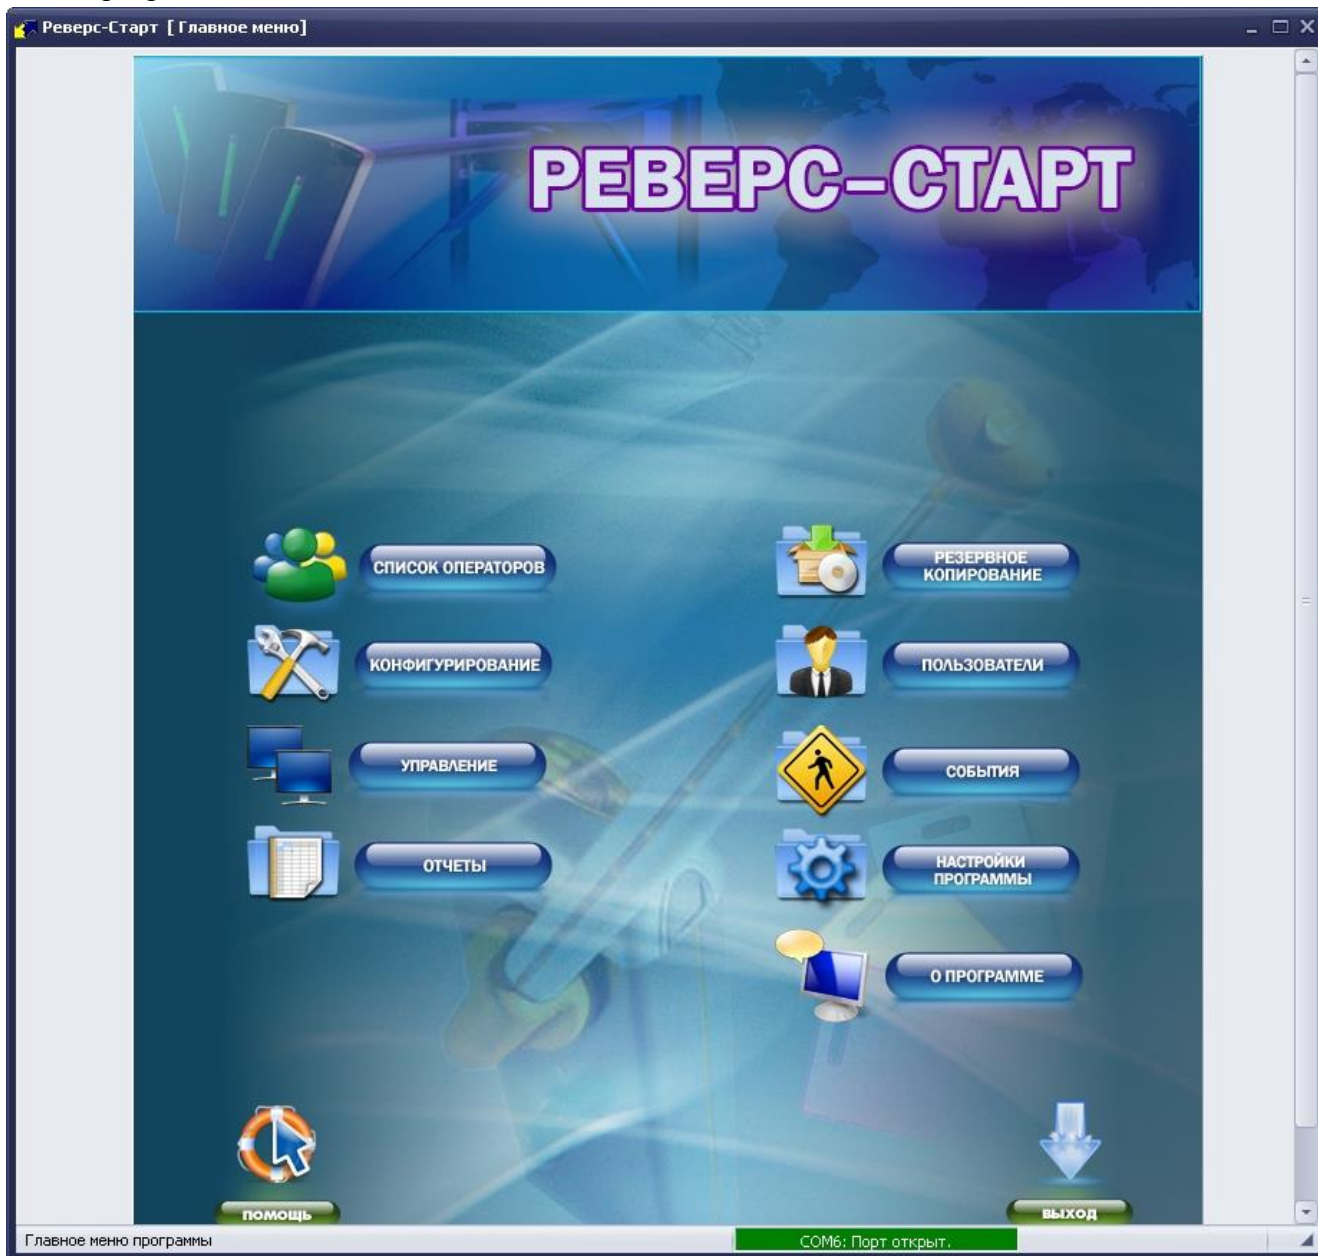 Реверс-Старт [ Главное меню]
РЕВЕРС-СТАРТ
СПИСОК ОПЕРАТОРОВ
КОНФИГУРИРОВАНИЕ
УПРАВЛЕНИЕ
ОТЧЕТЫ
РЕЗЕРВНОЕ
КОПИРОВАНИЕ
ПОЛЬЗОВАТЕЛИ
СОБЫТИЯ
НАСТРОЙКИ
ПРОГРАММЫ
О ПРОГРАММЕ
ПОМОЩЬ
ВЫХОД
Главное меню программы
COM6: Порт открыт.